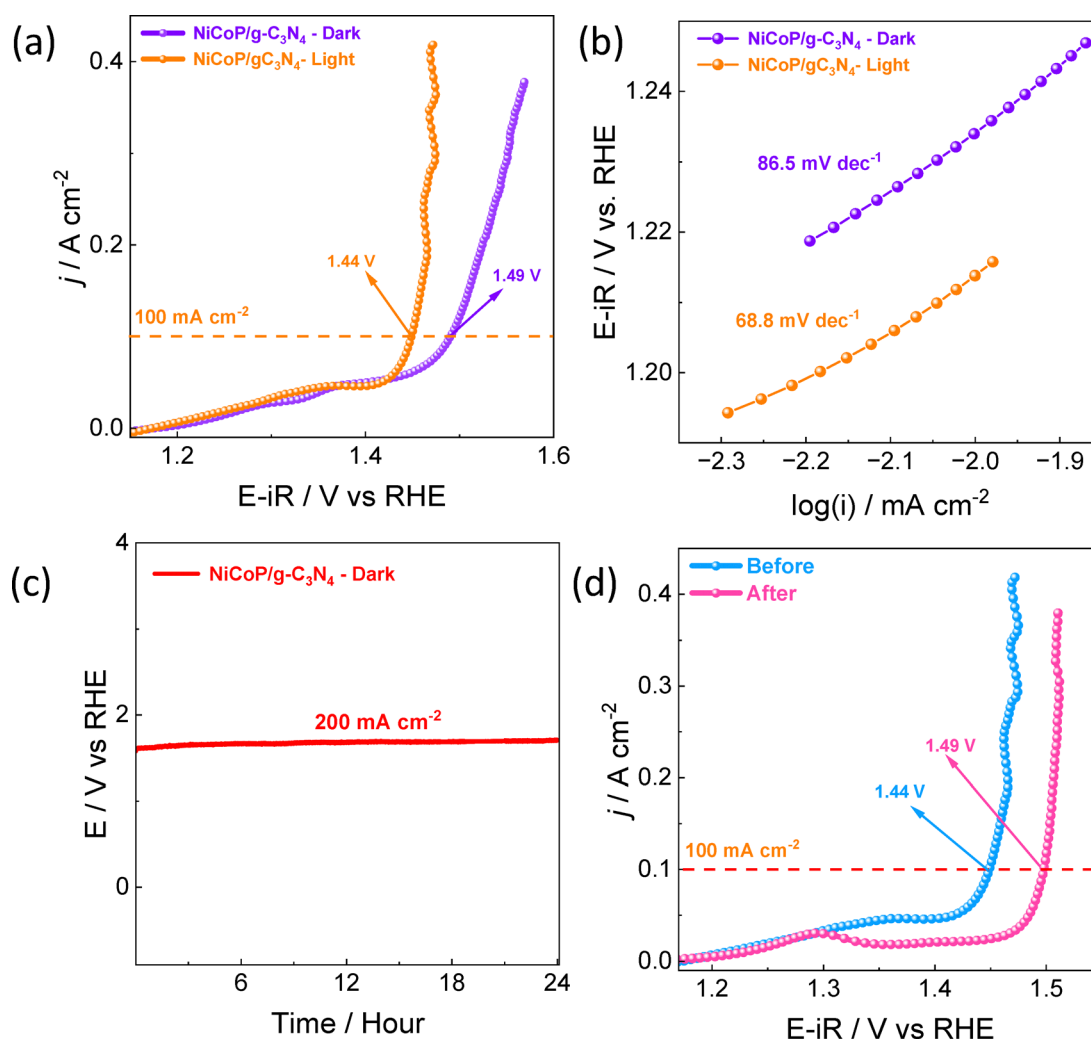 (a)
NiCoP/g-C₃N₄ - Dark
NiCoP/gC₃N₄- Light
0.4
0.2
0.0
j / A cm⁻²
1.44 V
1.49 V
100 mA cm⁻²
1.2
1.4
1.6
E-iR / V vs RHE
(b)
NiCoP/g-C₃N₄ - Dark
NiCoP/gC₃N₄- Light
1.24
1.22
1.20
E-iR / V vs. RHE
86.5 mV dec⁻¹
68.8 mV dec⁻¹
−2.3
−2.2
−2.1
−2.0
−1.9
log(i) / mA cm⁻²
(c)
NiCoP/g-C₃N₄ - Dark
4
2
0
E / V vs RHE
200 mA cm⁻²
6
12
18
24
Time / Hour
(d)
Before
After
0.4
0.3
0.2
0.1
0.0
j / A cm⁻²
1.49 V
1.44 V
100 mA cm⁻²
1.2
1.3
1.4
1.5
E-iR / V vs RHE